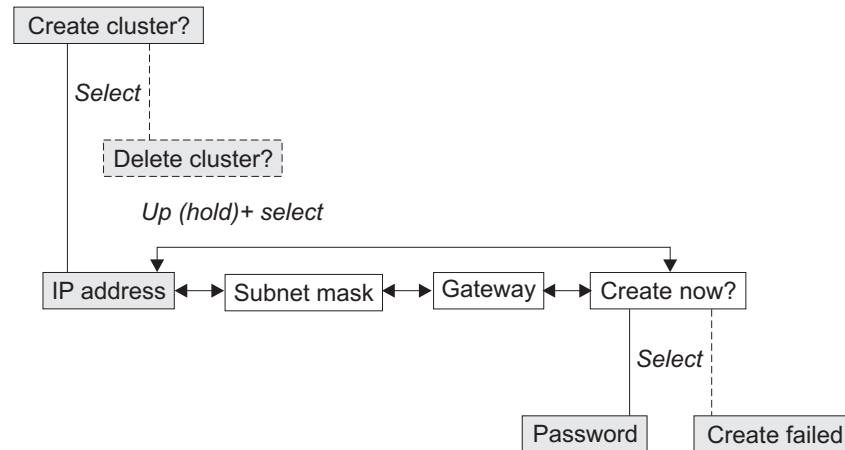 Create cluster?
Select
Delete cluster?
Up (hold)+ select
IP address
Subnet mask
Gateway
Create now?
Select
Password
Create failed